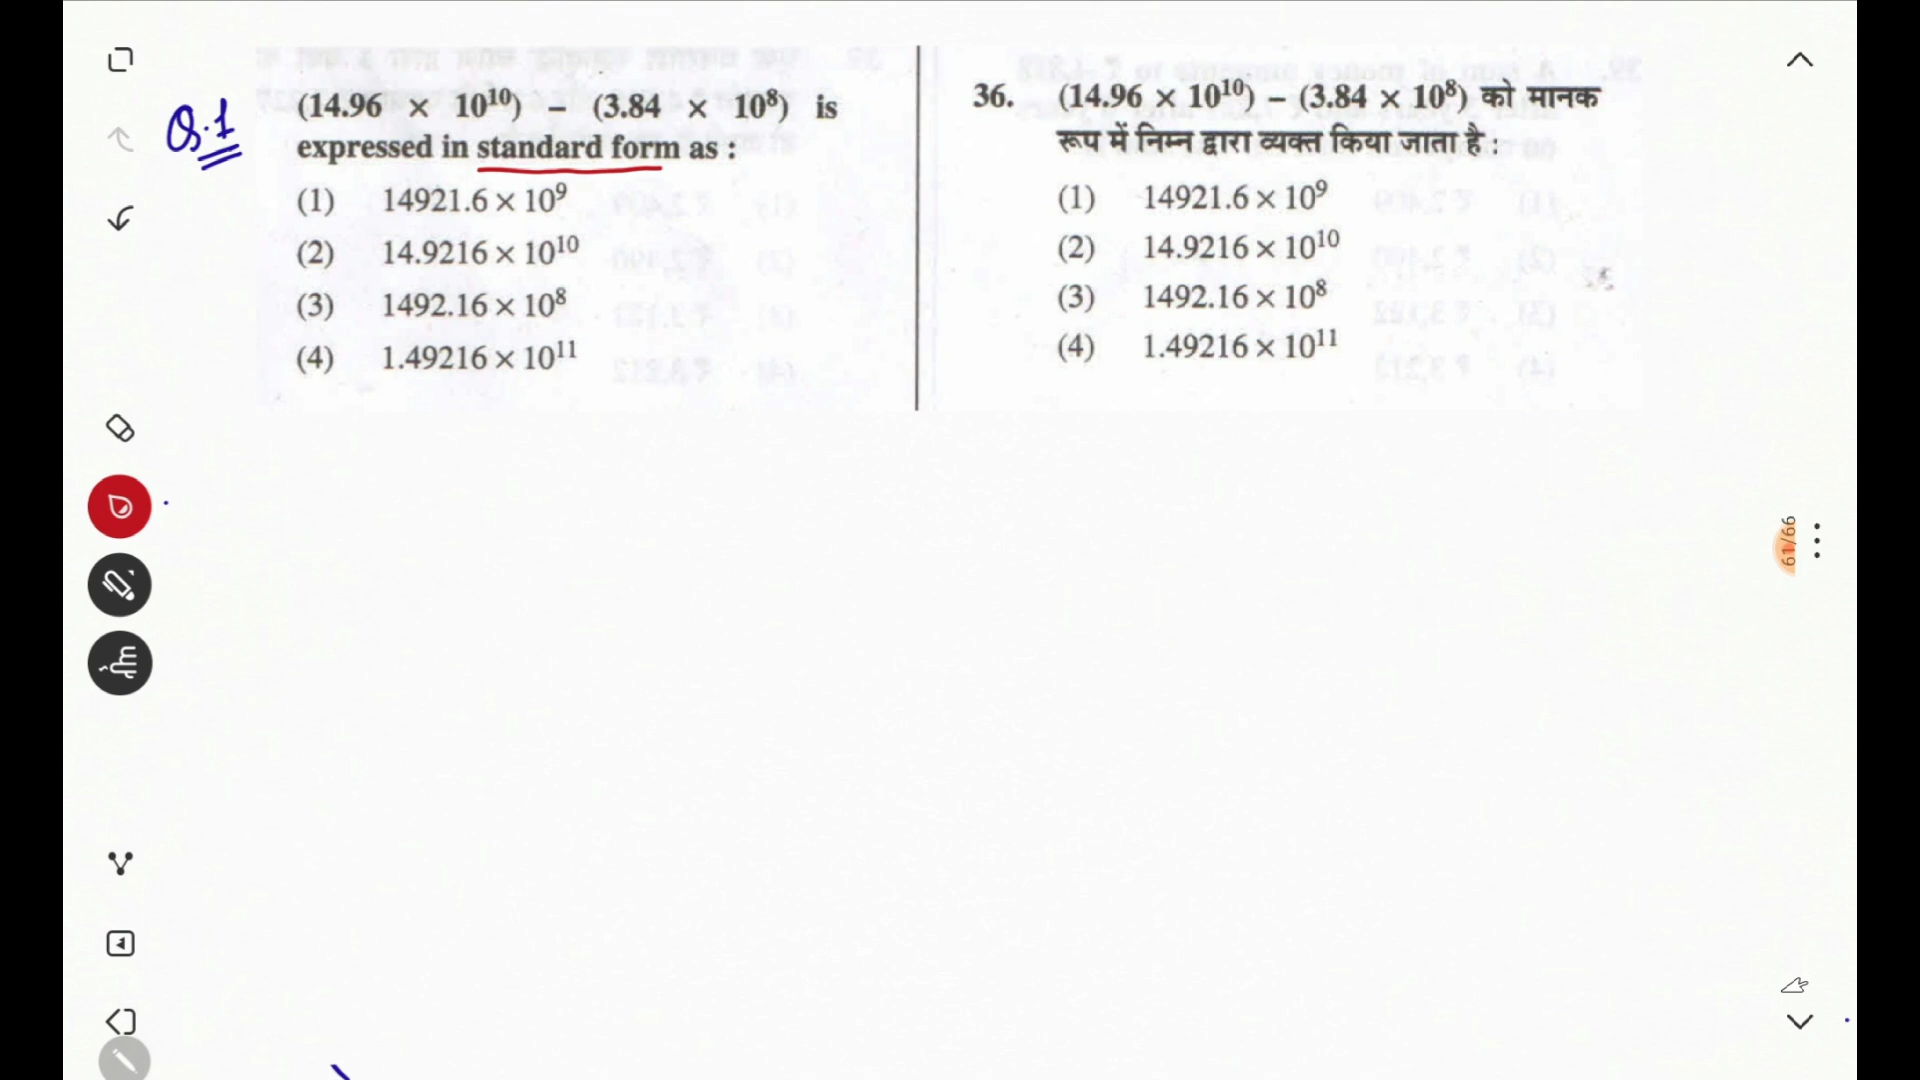 Q.1
(14.96 × 10¹⁰) – (3.84 × 10⁸) is
expressed in standard form as :
(1) 14921.6 × 10⁹
(2) 14.9216 × 10¹⁰
(3) 1492.16 × 10⁸
(4) 1.49216 × 10¹¹
36. (14.96 × 10¹⁰) – (3.84 × 10⁸) को मानक
रूप में निम्न द्वारा व्यक्त किया जाता है :
(1) 14921.6 × 10⁹
(2) 14.9216 × 10¹⁰
(3) 1492.16 × 10⁸
(4) 1.49216 × 10¹¹
61/66